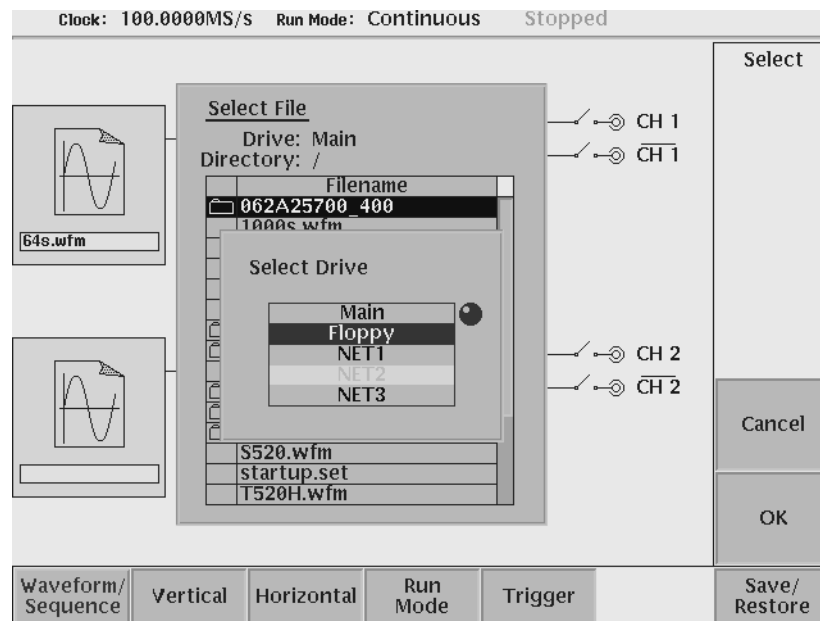 Clock: 100.0000MS/s Run Mode: Continuous Stopped
Select
Select File
Drive: Main
Directory: /
Filename
062A25700_400
1000s.wfm
Select Drive
Main
Floppy
NET1
NET2
NET3
S520.wfm
startup.set
T520H.wfm
64s.wfm
CH 1
CH 1
CH 2
CH 2
Cancel
OK
Waveform/
Sequence
Vertical
Horizontal
Run
Mode
Trigger
Save/
Restore